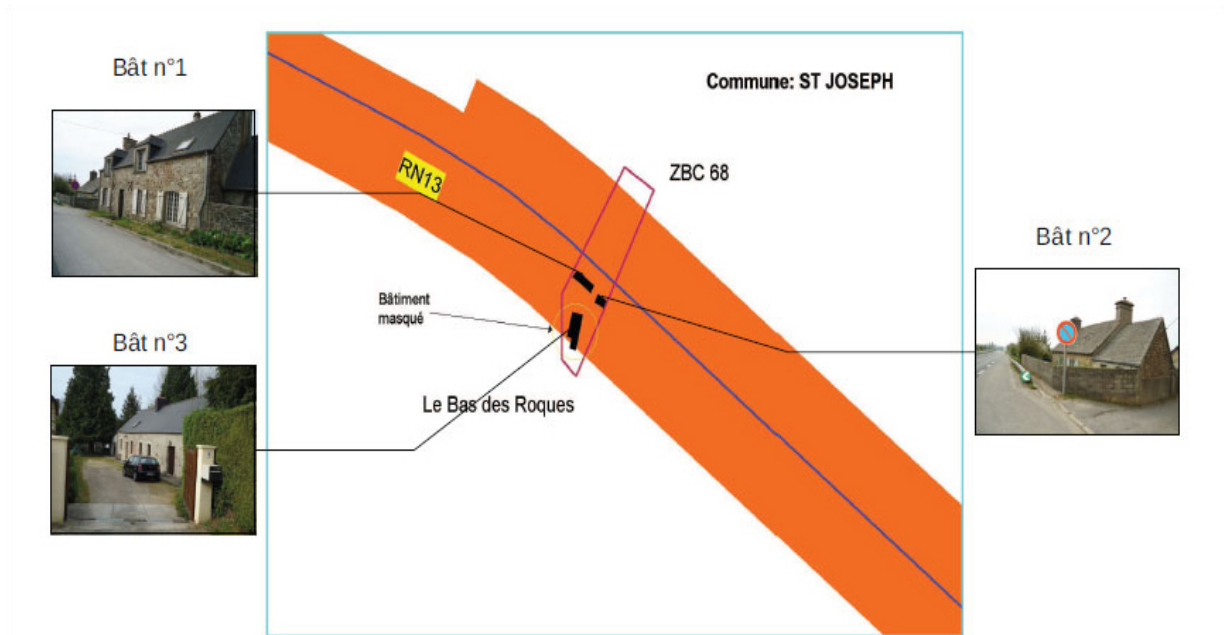 Bât n°1
Commune: ST JOSEPH
ZBC 68
RN13
Bât n°2
Bâtiment
masqué
Bât n°3
Le Bas des Roques